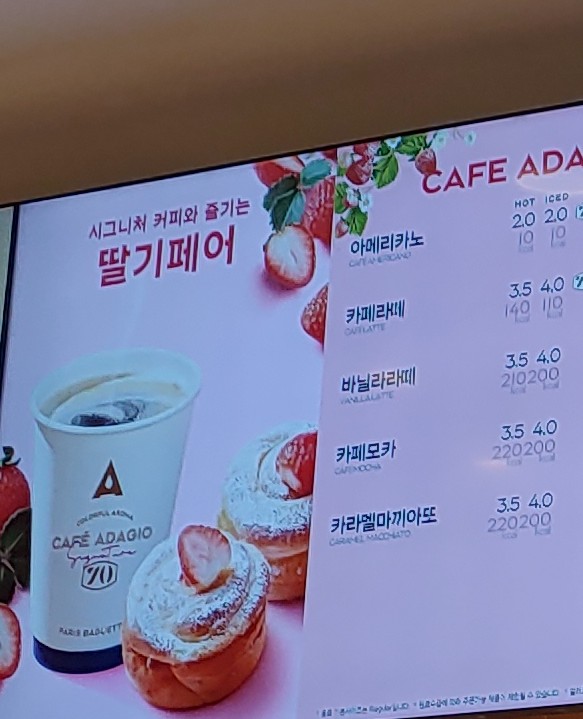 시그니처 커피와 즐기는
딸기페어
COLORFUL AROMA
CAFÉ ADAGIO
Signature
70
PARIS BAGUETT
CAFE ADA
HOT ICED
아메리카노 2.0 2.0
CAFE AMERICANO 10 10
kcal kcal
카페라떼 3.5 4.0
CAFE LATTE 140 110
kcal kcal
바닐라라떼 3.5 4.0
VANILLA LATTE 210 200
kcal kcal
카페모카 3.5 4.0
CAFE MOCHA 220 200
kcal kcal
카라멜마끼아또 3.5 4.0
CARAMEL MACCHIATO 220 200
kcal kcal